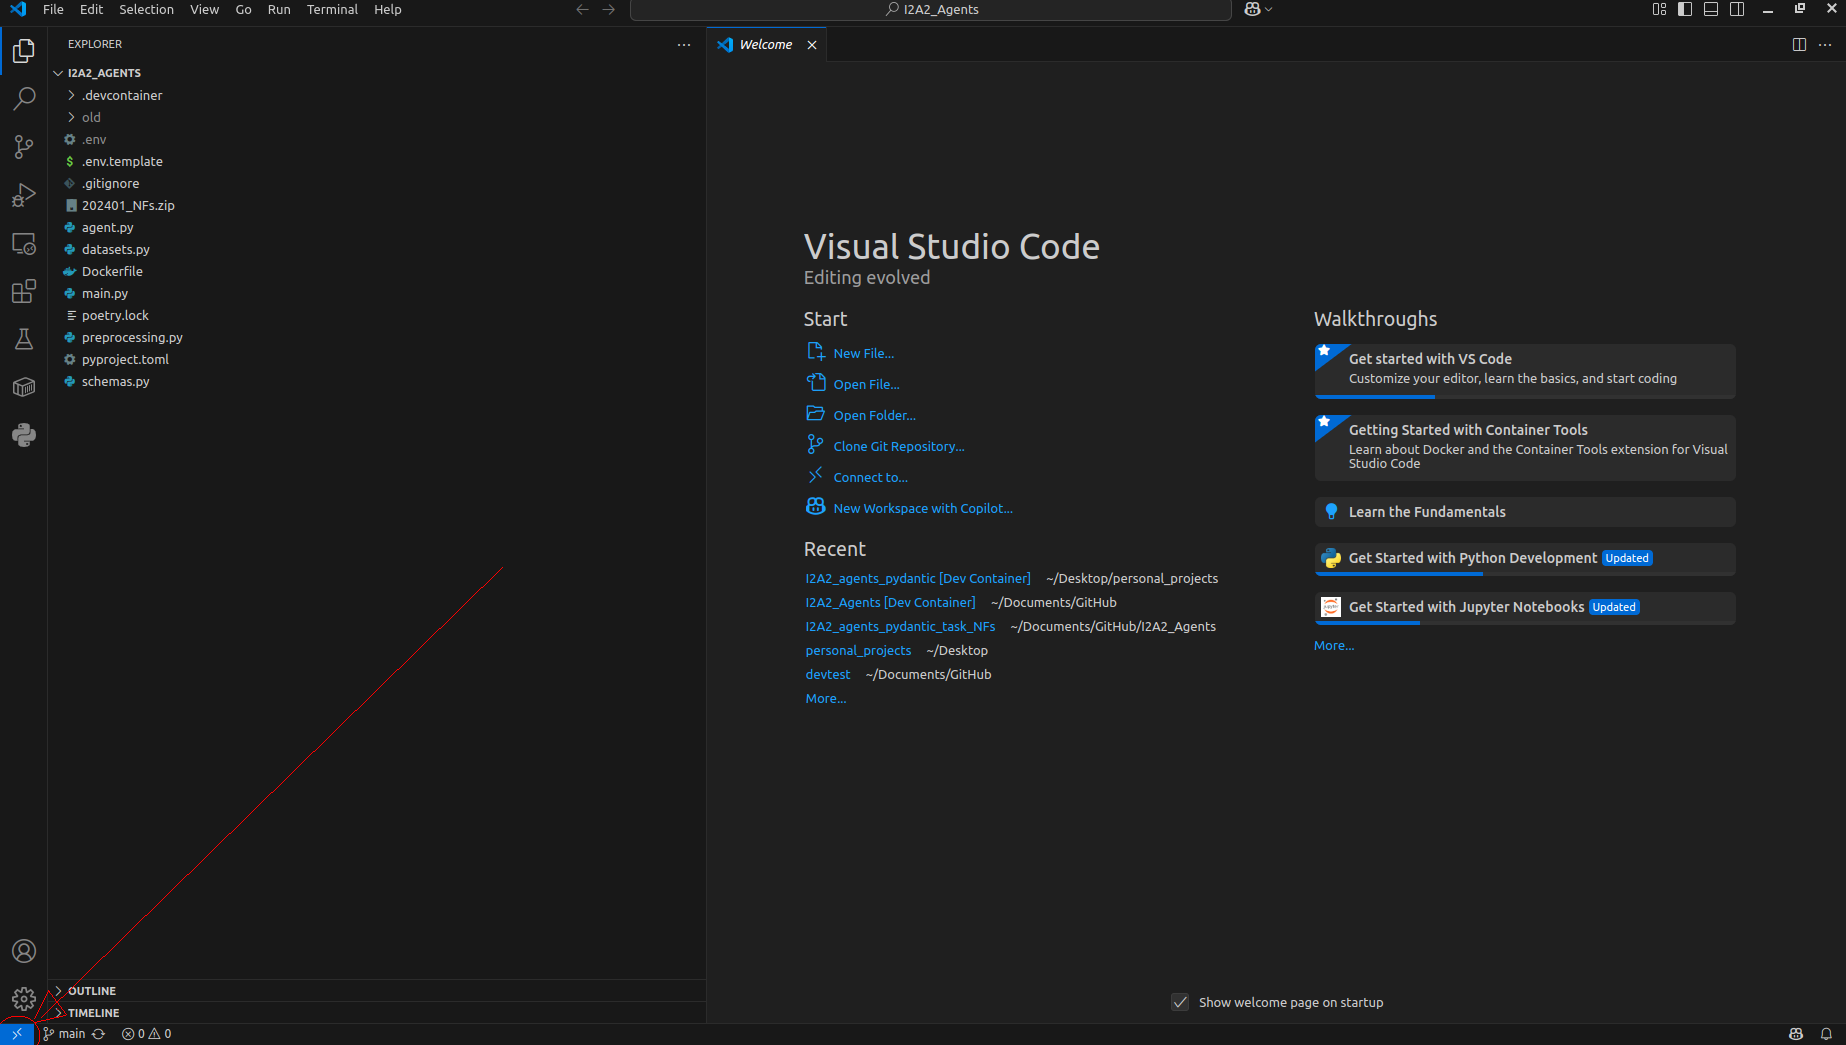 File Edit Selection View Go Run Terminal Help
I2A2_Agents
EXPLORER
I2A2_AGENTS
.devcontainer
old
.env
.env.template
.gitignore
202401_NFs.zip
agent.py
datasets.py
Dockerfile
main.py
poetry.lock
preprocessing.py
pyproject.toml
schemas.py
OUTLINE
TIMELINE
Welcome
Visual Studio Code
Editing evolved
Start
New File...
Open File...
Open Folder...
Clone Git Repository...
Connect to...
New Workspace with Copilot...
Recent
I2A2_agents_pydantic [Dev Container] ~/Desktop/personal_projects
I2A2_Agents [Dev Container] ~/Documents/GitHub
I2A2_agents_pydantic_task_NFs ~/Documents/GitHub/I2A2_Agents
personal_projects ~/Desktop
devtest ~/Documents/GitHub
More...
Walkthroughs
Get started with VS Code
Customize your editor, learn the basics, and start coding
Getting Started with Container Tools
Learn about Docker and the Container Tools extension for Visual
Studio Code
Learn the Fundamentals
Get Started with Python Development Updated
Get Started with Jupyter Notebooks Updated
More...
Show welcome page on startup
main 0 0